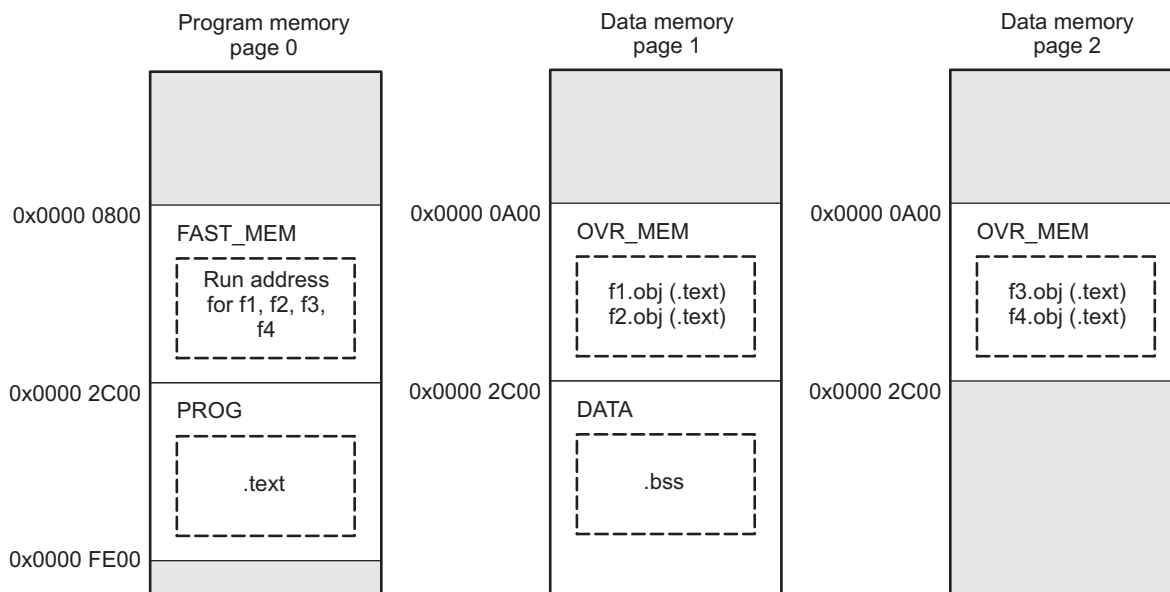 Program memory
page 0
0x0000 0800
FAST_MEM
Run address
for f1, f2, f3,
f4
0x0000 2C00
PROG
.text
0x0000 FE00
Data memory
page 1
0x0000 0A00
OVR_MEM
f1.obj (.text)
f2.obj (.text)
0x0000 2C00
DATA
.bss
Data memory
page 2
0x0000 0A00
OVR_MEM
f3.obj (.text)
f4.obj (.text)
0x0000 2C00